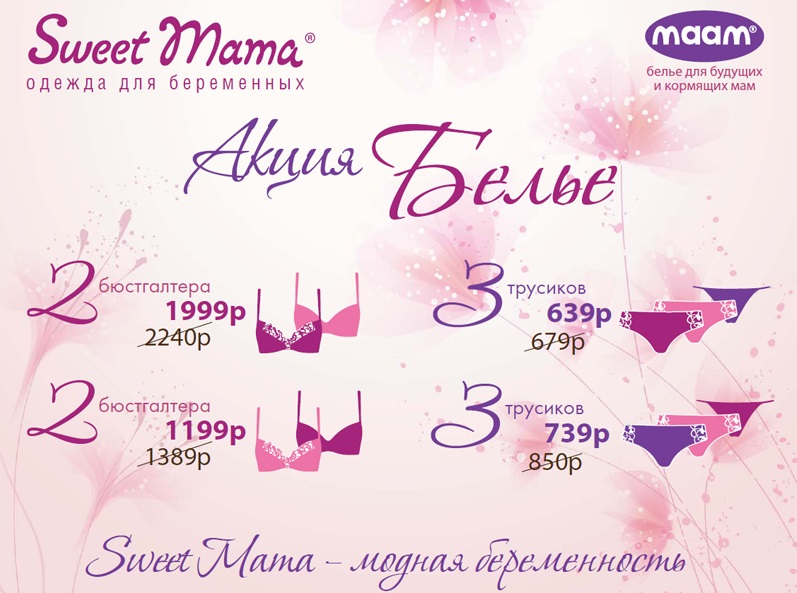 Sweet Mama®
одежда для беременных
maam®
белье для будущих
и кормящих мам
Акция Белье
2 бюстгалтера
1999р
2240р
3 трусиков
639р
679р
2 бюстгалтера
1199р
1389р
3 трусиков
739р
850р
Sweet Mama – модная беременность